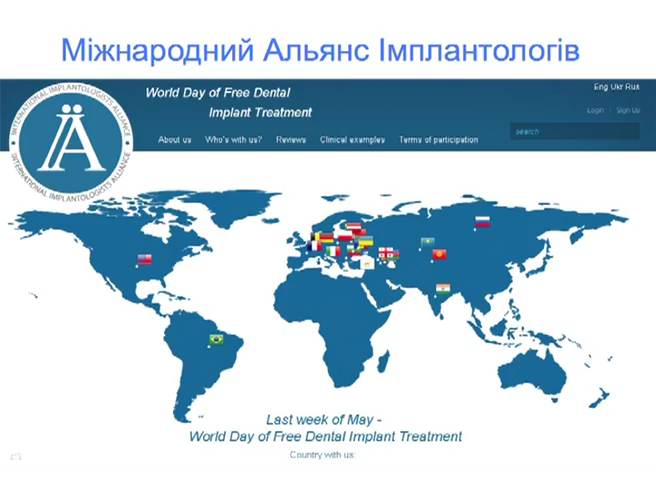 Міжнародний Альянс Імплантологів
World Day of Free Dental
Implant Treatment
Eng Ukr Rus
Login | Sign Up
INTERNATIONAL IMPLANTOLOGISTS ALLIANCE
ÏA
INTERNATIONAL IMPLANTOLOGISTS ALLIANCE
About us Who's with us? Reviews Clinical examples Terms of participation
search
Last week of May -
World Day of Free Dental Implant Treatment
Country with us: